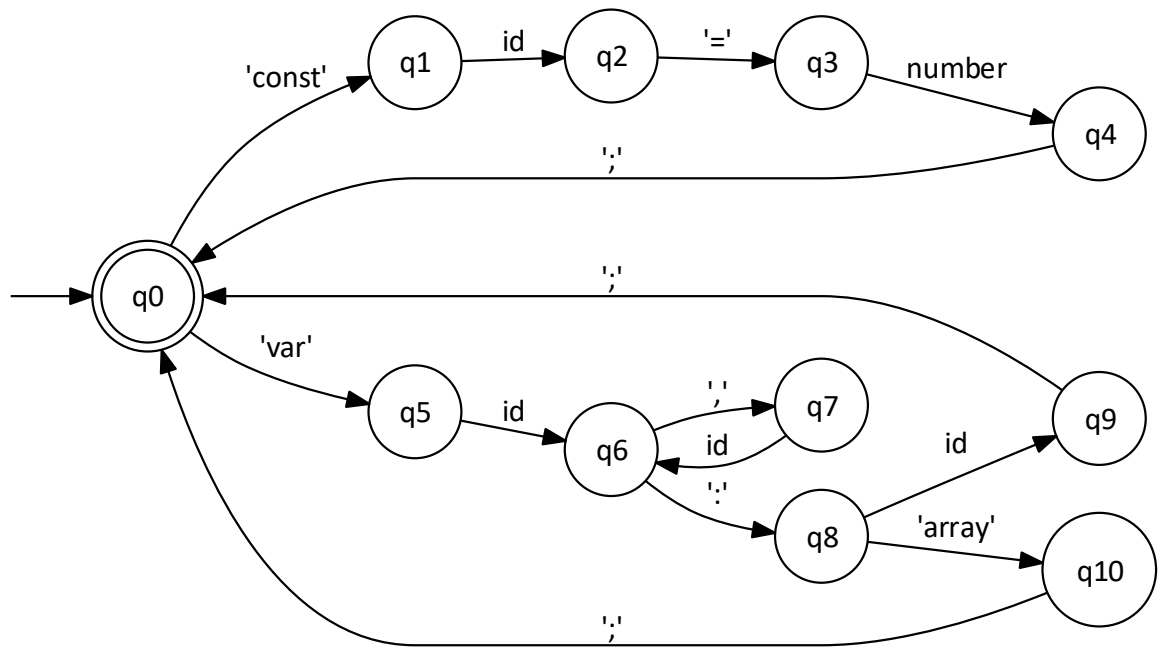 q1
id
q2
'='
q3
number
q4
'const'
';'
q0
';'
'var'
q5
id
q6
','
q7
id
':'
q8
id
q9
'array'
q10
';'